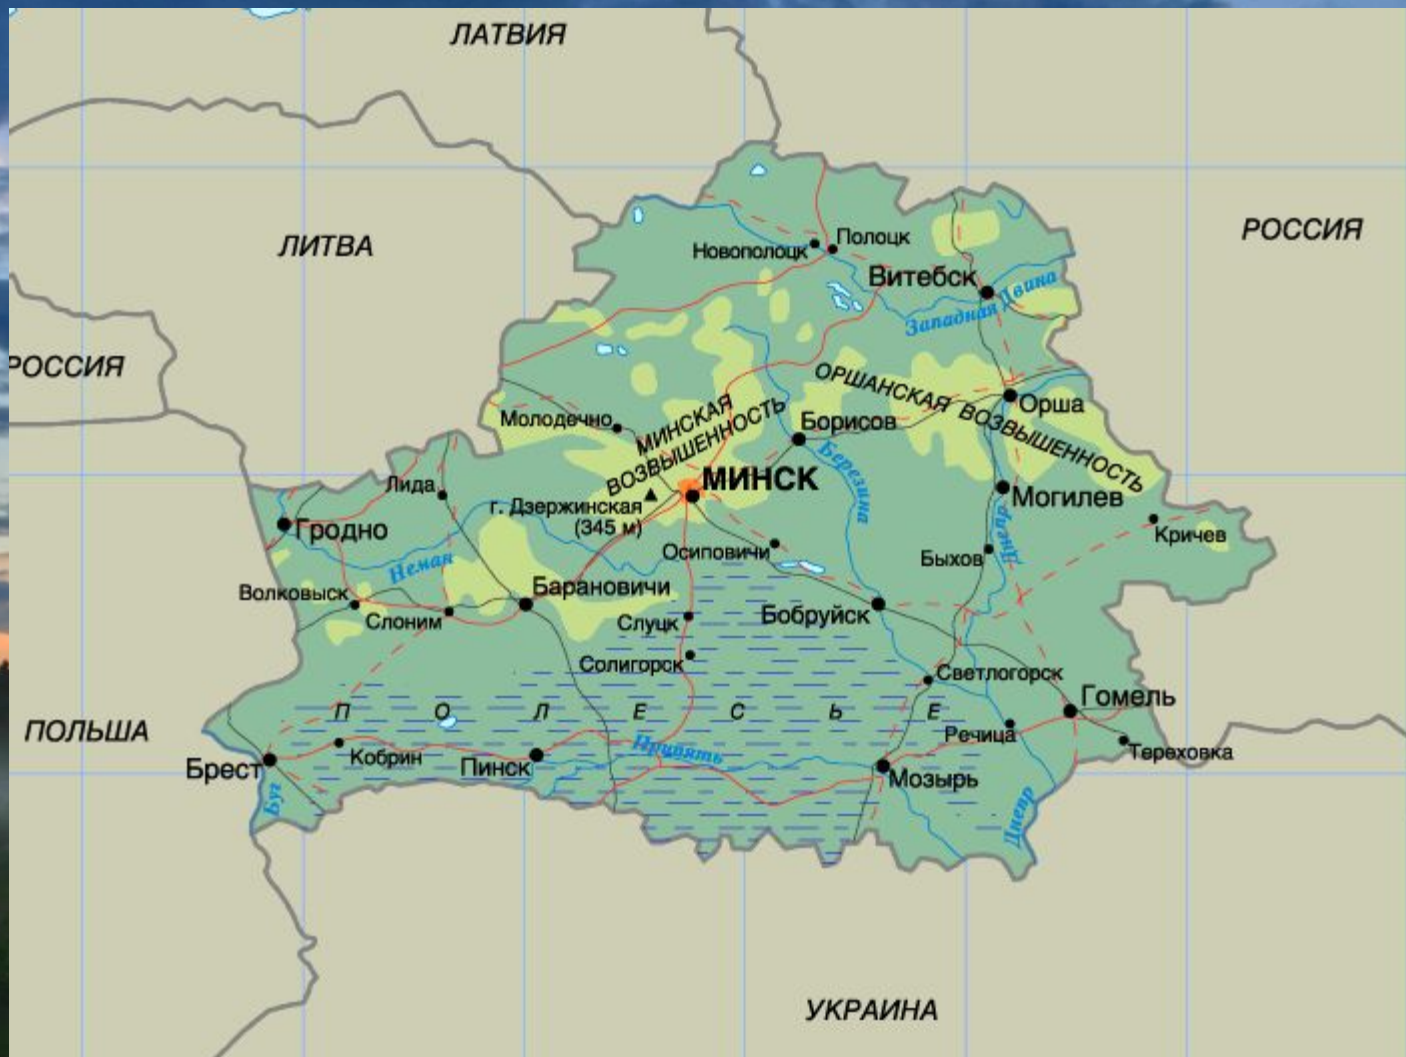 ЛАТВИЯ
ЛИТВА
РОССИЯ
РОССИЯ
Полоцк
Новополоцк
Витебск
Западная Двина
ОРШАНСКАЯ ВОЗВЫШЕННОСТЬ
Орша
Молодечно
МИНСКАЯ
ВОЗВЫШЕННОСТЬ
Борисов
Березина
МИНСК
Лида
г. Дзержинская
(345 м)
Могилев
Гродно
Днепр
Кричев
Осиповичи
Быхов
Неман
Волковыск
Барановичи
Слоним
Слуцк
Бобруйск
Солигорск
Светлогорск
Гомель
ПОЛЕСЬЕ
ПОЛЬША
Речица
Тереховка
Припять
Кобрин
Брест
Пинск
Мозырь
Буг
Днепр
УКРАИНА